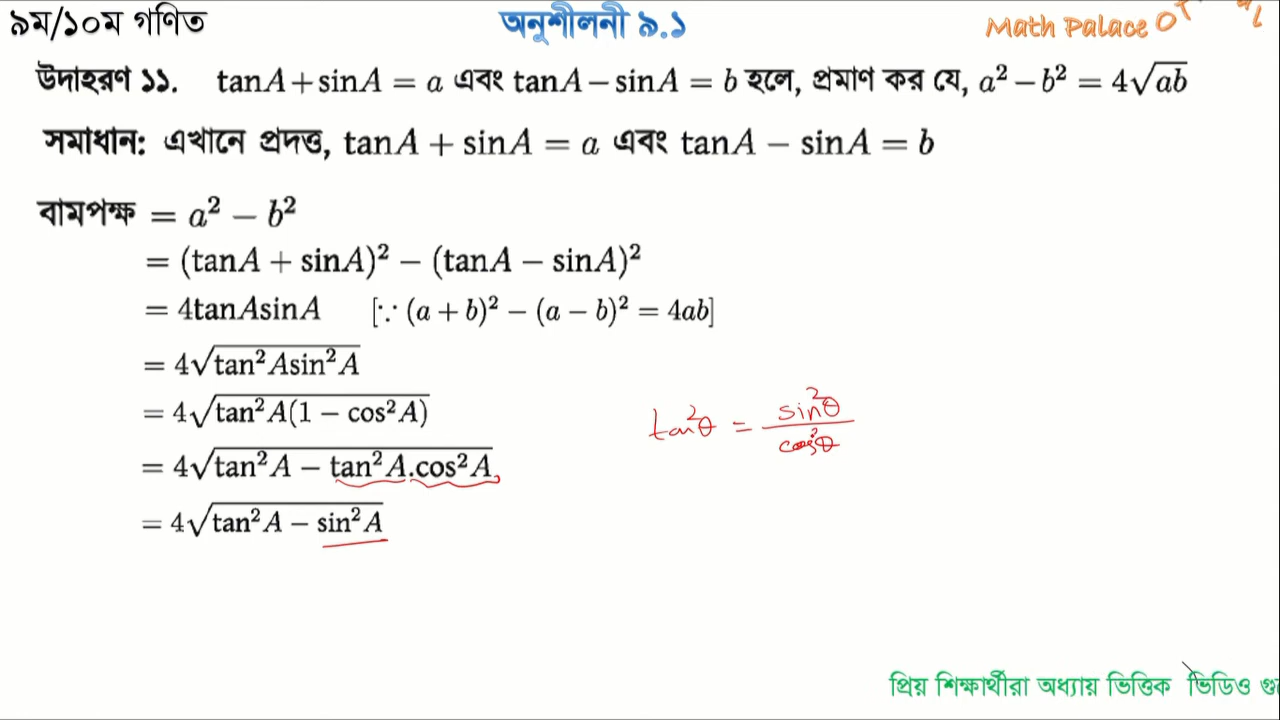 ৯ম/১০ম গণিত
অনুশীলনী ৯.১
Math Palace
উদাহরণ ১১. tanA+sinA = a এবং tanA−sinA = b হলে, প্রমাণ কর যে, a² − b² = 4√ab
সমাধান: এখানে প্রদত্ত, tanA + sinA = a এবং tanA − sinA = b
বামপক্ষ = a² − b²
= (tanA + sinA)² − (tanA − sinA)²
= 4tanAsinA [∵ (a + b)² − (a − b)² = 4ab]
= 4√tan²Asin²A
= 4√tan²A(1 − cos²A)
= 4√tan²A − tan²A.cos²A
= 4√tan²A − sin²A
tan²θ = sin²θ
cos²θ
প্রিয় শিক্ষার্থীরা অধ্যায় ভিত্তিক ভিডিও